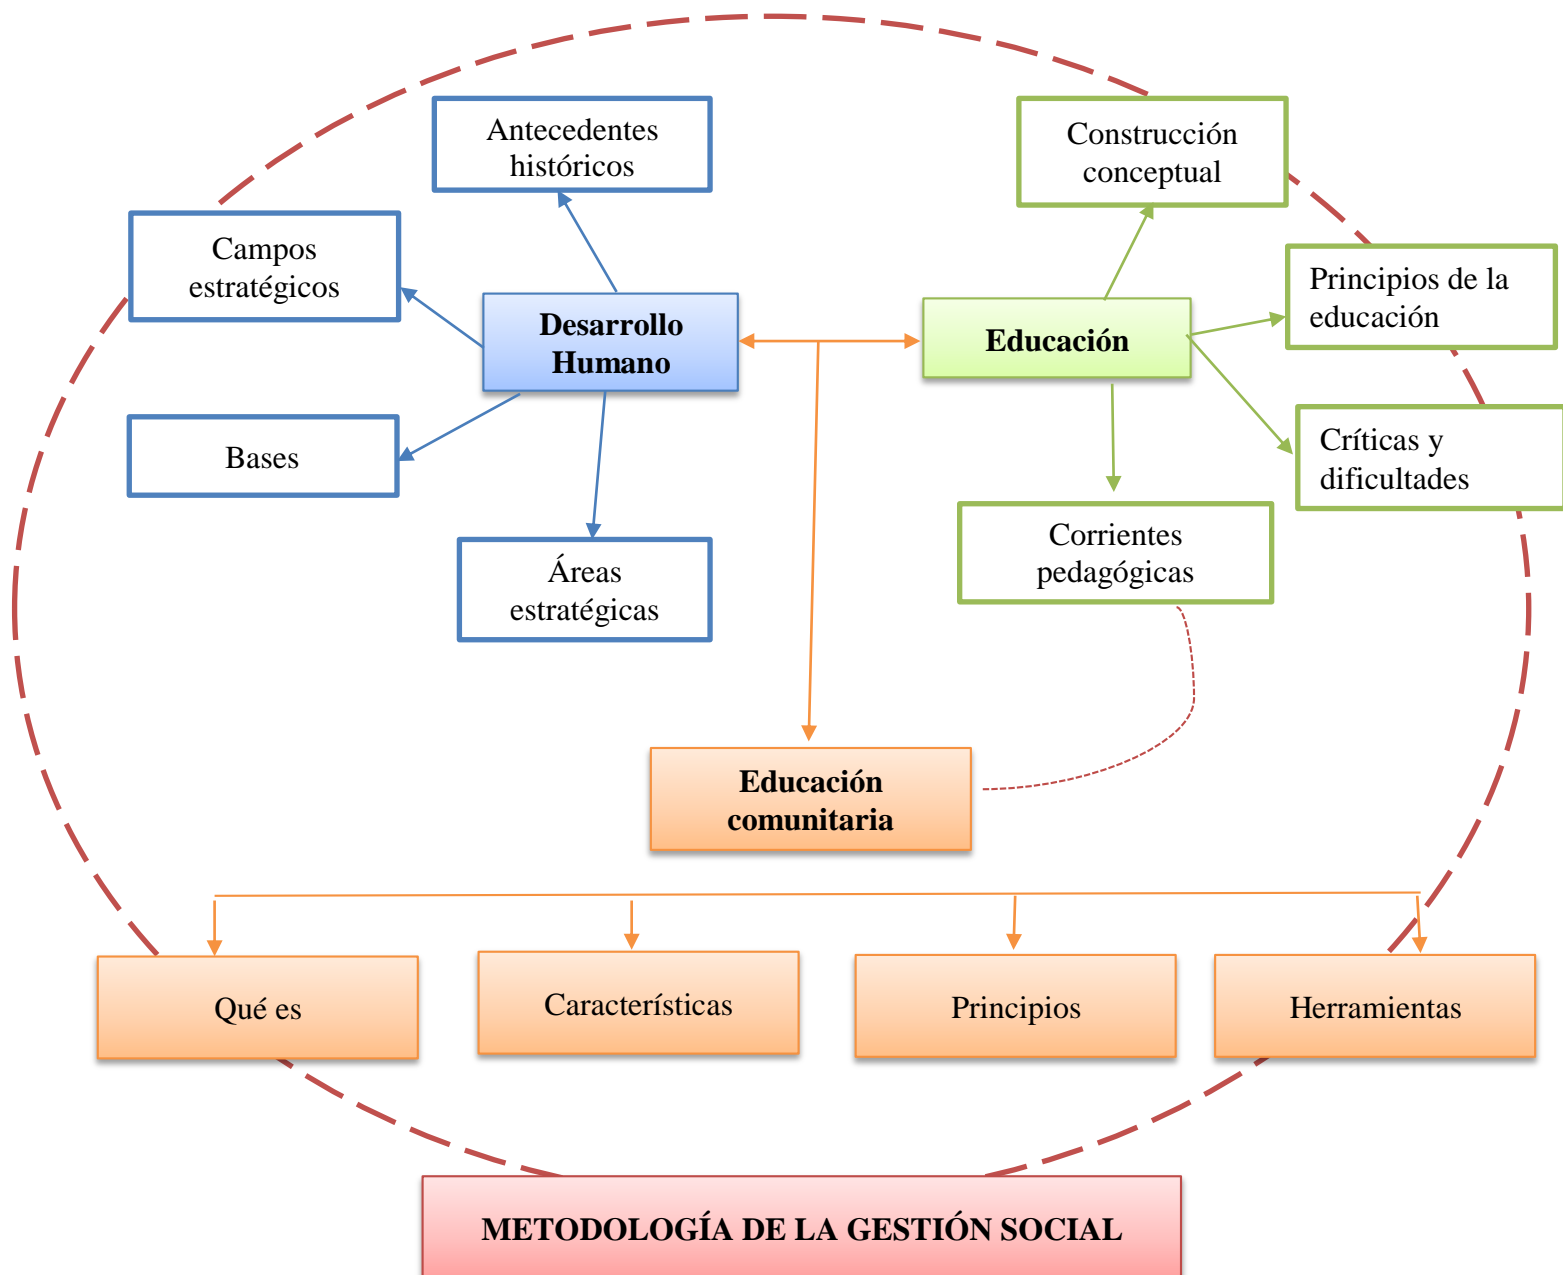 Antecedentes
históricos
Construcción
conceptual
Campos
estratégicos
Principios de la
educación
Desarrollo
Humano
Educación
Bases
Críticas y
dificultades
Áreas
estratégicas
Corrientes
pedagógicas
Educación
comunitaria
Qué es
Característicás
Principios
Herramientas
METODOLOGÍA DE LA GESTIÓN SOCIAL